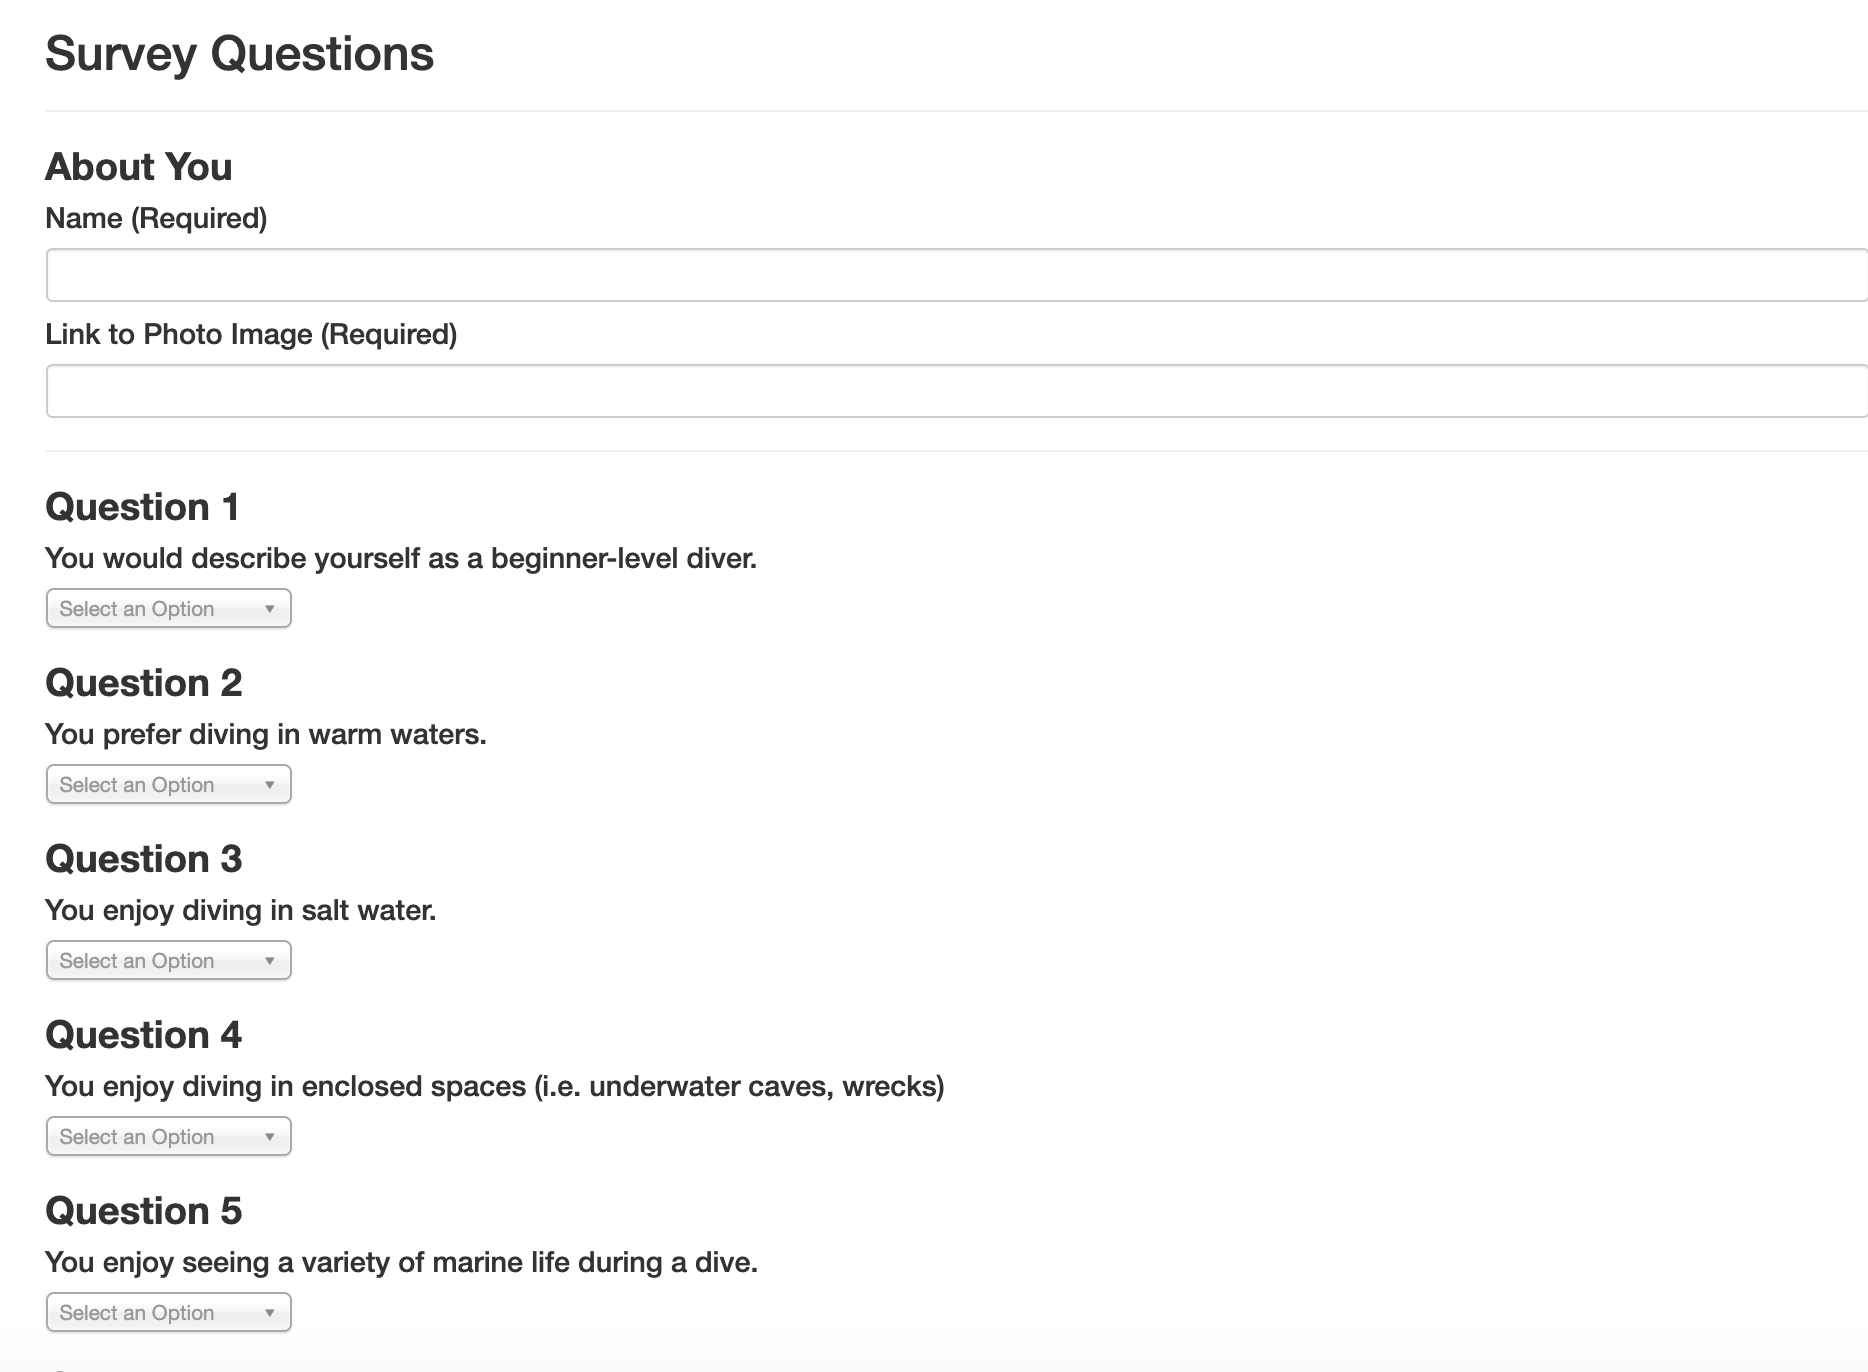 Survey Questions
About You
Name (Required)
Link to Photo Image (Required)
Question 1
You would describe yourself as a beginner-level diver.
Select an Option
Question 2
You prefer diving in warm waters.
Select an Option
Question 3
You enjoy diving in salt water.
Select an Option
Question 4
You enjoy diving in enclosed spaces (i.e. underwater caves, wrecks)
Select an Option
Question 5
You enjoy seeing a variety of marine life during a dive.
Select an Option